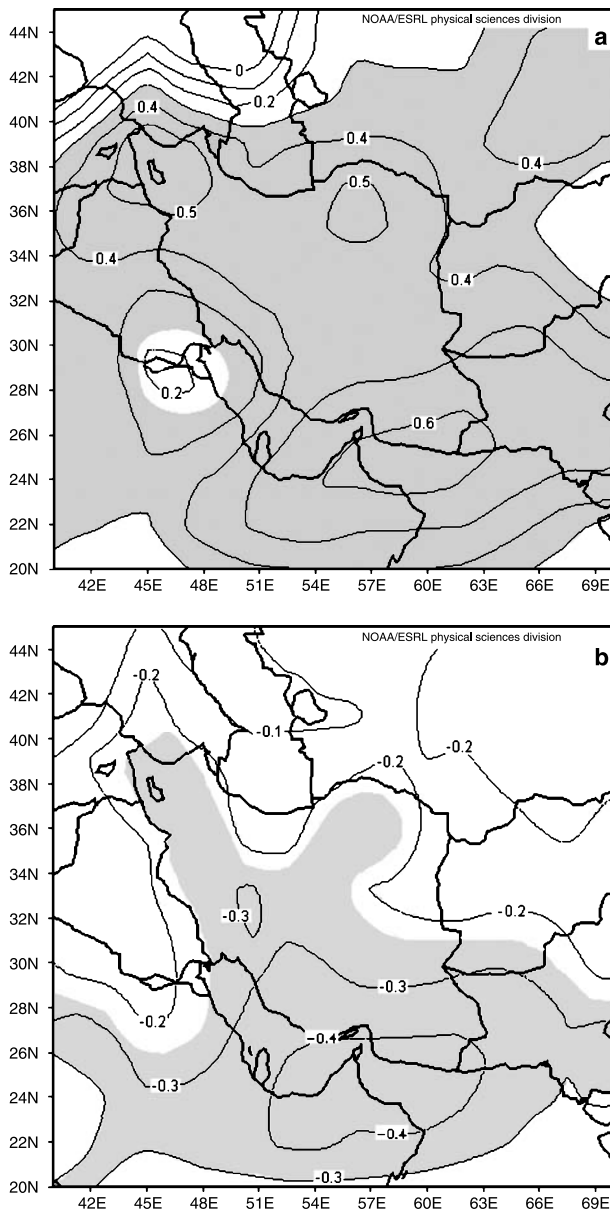 NOAA/ESRL physical sciences division
a
44N
42N
40N
38N
36N
34N
32N
30N
28N
26N
24N
22N
20N
0
0.2
0.4
0.4
0.4
0.5
0.5
0.4
0.4
0.2
0.6
42E 45E 48E 51E 54E 57E 60E 63E 66E 69E
NOAA/ESRL physical sciences division
b
44N
42N
40N
38N
36N
34N
32N
30N
28N
26N
24N
22N
20N
-0.2
-0.1
-0.2
-0.2
-0.3
-0.2
-0.3
-0.2
-0.4
-0.3
-0.4
-0.3
42E 45E 48E 51E 54E 57E 60E 63E 66E 69E